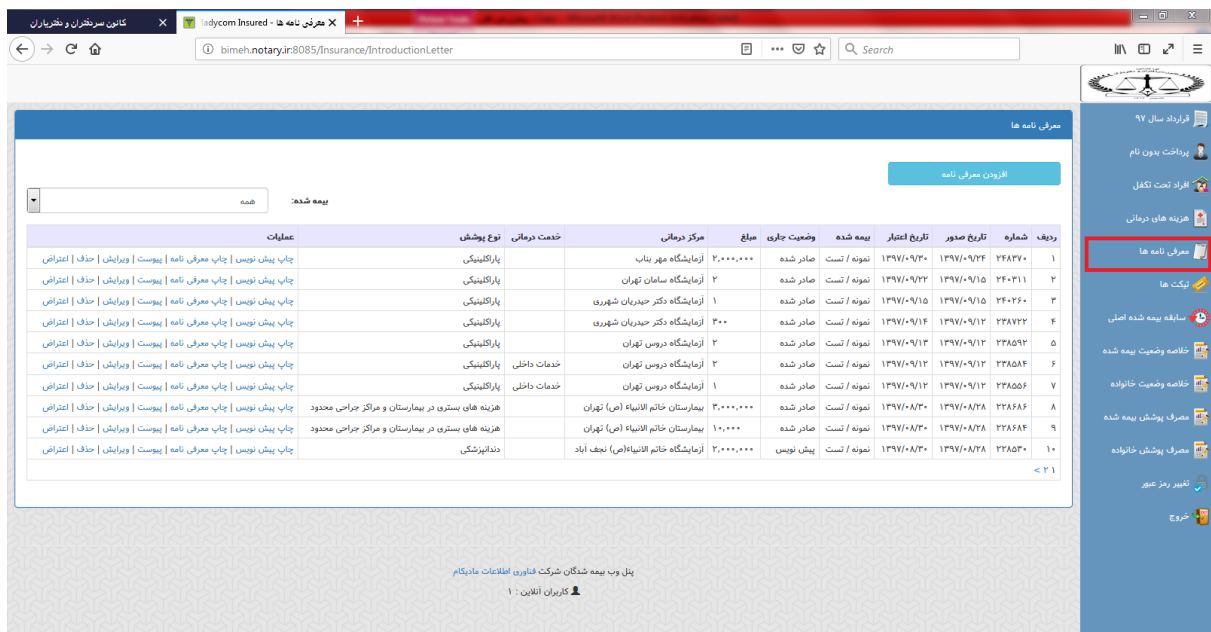 کانون سردفتران و دفتریاران
معرفی نامه ها - Iadycom Insured
bimeh.notary.ir:8085/Insurance/IntroductionLetter
Search
قرارداد سال ۹۷
پرداخت بدون نام
افراد تحت تکفل
هزینه های درمانی
معرفی نامه ها
تیکت ها
سابقه بیمه شده اصلی
خلاصه وضعیت بیمه شده
خلاصه وضعیت خانواده
مصرف پوشش بیمه شده
مصرف پوشش خانواده
تغییر رمز عبور
خروج
معرفی نامه ها
افزودن معرفی نامه
بیمه شده: همه
ردیف شماره تاریخ صدور تاریخ اعتبار بیمه شده وضعیت جاری مبلغ مرکز درمانی خدمت درمانی نوع پوشش عملیات
۱ ۲۴۸۳۷۰ ۱۳۹۷/۰۹/۲۴ ۱۳۹۷/۰۹/۳۰ نمونه / تست صادر شده ۲,۰۰۰,۰۰۰ آزمایشگاه مهر بناب پاراکلینیکی چاپ پیش نویس | چاپ معرفی نامه | پیوست | ویرایش | حذف | اعتراض
۲ ۲۴۰۳۱۱ ۱۳۹۷/۰۹/۱۵ ۱۳۹۷/۰۹/۲۲ نمونه / تست صادر شده ۲ آزمایشگاه سامان تهران پاراکلینیکی چاپ پیش نویس | چاپ معرفی نامه | پیوست | ویرایش | حذف | اعتراض
۳ ۲۴۰۲۶۰ ۱۳۹۷/۰۹/۱۵ ۱۳۹۷/۰۹/۱۵ نمونه / تست صادر شده ۱ آزمایشگاه دکتر حیدریان شهرری پاراکلینیکی چاپ پیش نویس | چاپ معرفی نامه | پیوست | ویرایش | حذف | اعتراض
۴ ۲۳۸۷۲۲ ۱۳۹۷/۰۹/۱۲ ۱۳۹۷/۰۹/۱۴ نمونه / تست صادر شده ۳۰۰ آزمایشگاه دکتر حیدریان شهرری پاراکلینیکی چاپ پیش نویس | چاپ معرفی نامه | پیوست | ویرایش | حذف | اعتراض
۵ ۲۳۸۵۹۲ ۱۳۹۷/۰۹/۱۲ ۱۳۹۷/۰۹/۱۳ نمونه / تست صادر شده ۲ آزمایشگاه دروس تهران پاراکلینیکی چاپ پیش نویس | چاپ معرفی نامه | پیوست | ویرایش | حذف | اعتراض
۶ ۲۳۸۵۸۴ ۱۳۹۷/۰۹/۱۲ ۱۳۹۷/۰۹/۱۲ نمونه / تست صادر شده ۲ آزمایشگاه دروس تهران خدمات داخلی پاراکلینیکی چاپ پیش نویس | چاپ معرفی نامه | پیوست | ویرایش | حذف | اعتراض
۷ ۲۳۸۵۵۶ ۱۳۹۷/۰۹/۱۲ ۱۳۹۷/۰۹/۱۲ نمونه / تست صادر شده ۱ آزمایشگاه دروس تهران خدمات داخلی پاراکلینیکی چاپ پیش نویس | چاپ معرفی نامه | پیوست | ویرایش | حذف | اعتراض
۸ ۲۲۸۶۸۶ ۱۳۹۷/۰۸/۲۸ ۱۳۹۷/۰۸/۳۰ نمونه / تست صادر شده ۳,۰۰۰,۰۰۰ بیمارستان خاتم الانبیاء (ص) تهران هزینه های بستری در بیمارستان و مراکز جراحی محدود چاپ پیش نویس | چاپ معرفی نامه | پیوست | ویرایش | حذف | اعتراض
۹ ۲۲۸۶۸۴ ۱۳۹۷/۰۸/۲۸ ۱۳۹۷/۰۸/۳۰ نمونه / تست صادر شده ۱۰,۰۰۰ بیمارستان خاتم الانبیاء (ص) تهران هزینه های بستری در بیمارستان و مراکز جراحی محدود چاپ پیش نویس | چاپ معرفی نامه | پیوست | ویرایش | حذف | اعتراض
۱۰ ۲۲۸۵۳۰ ۱۳۹۷/۰۸/۲۸ ۱۳۹۷/۰۸/۳۰ نمونه / تست پیش نویس ۲,۰۰۰,۰۰۰ آزمایشگاه خاتم الانبیاء(ص) نجف آباد دندانپزشکی چاپ پیش نویس | چاپ معرفی نامه | پیوست | ویرایش | حذف | اعتراض
۱ ۲ >
پنل وب بیمه شدگان شرکت فناوری اطلاعات مادیکام
کاربران آنلاین : ۱